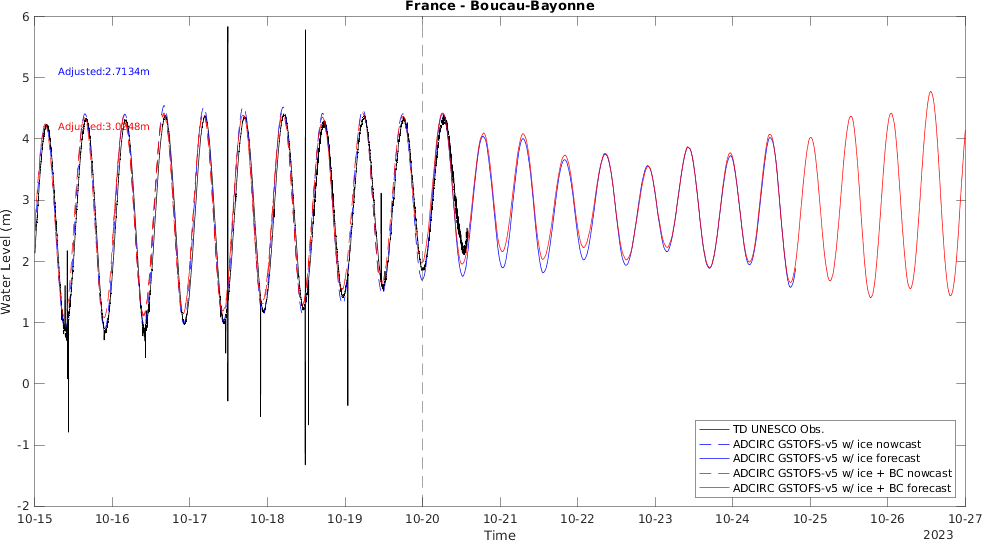 France - Boucau-Bayonne
6
5
4
3
2
1
0
-1
-2
Water Level (m)
Adjusted:2.7134m
TD UNESCO Obs.
ADCIRC GSTOFS-v5 w/ ice nowcast
ADCIRC GSTOFS-v5 w/ ice forecast
ADCIRC GSTOFS-v5 w/ ice + BC nowcast
ADCIRC GSTOFS-v5 w/ ice + BC forecast
10-15 10-16 10-17 10-18 10-19 10-20 10-21 10-22 10-23 10-24 10-25 10-26 10-27
Time
2023